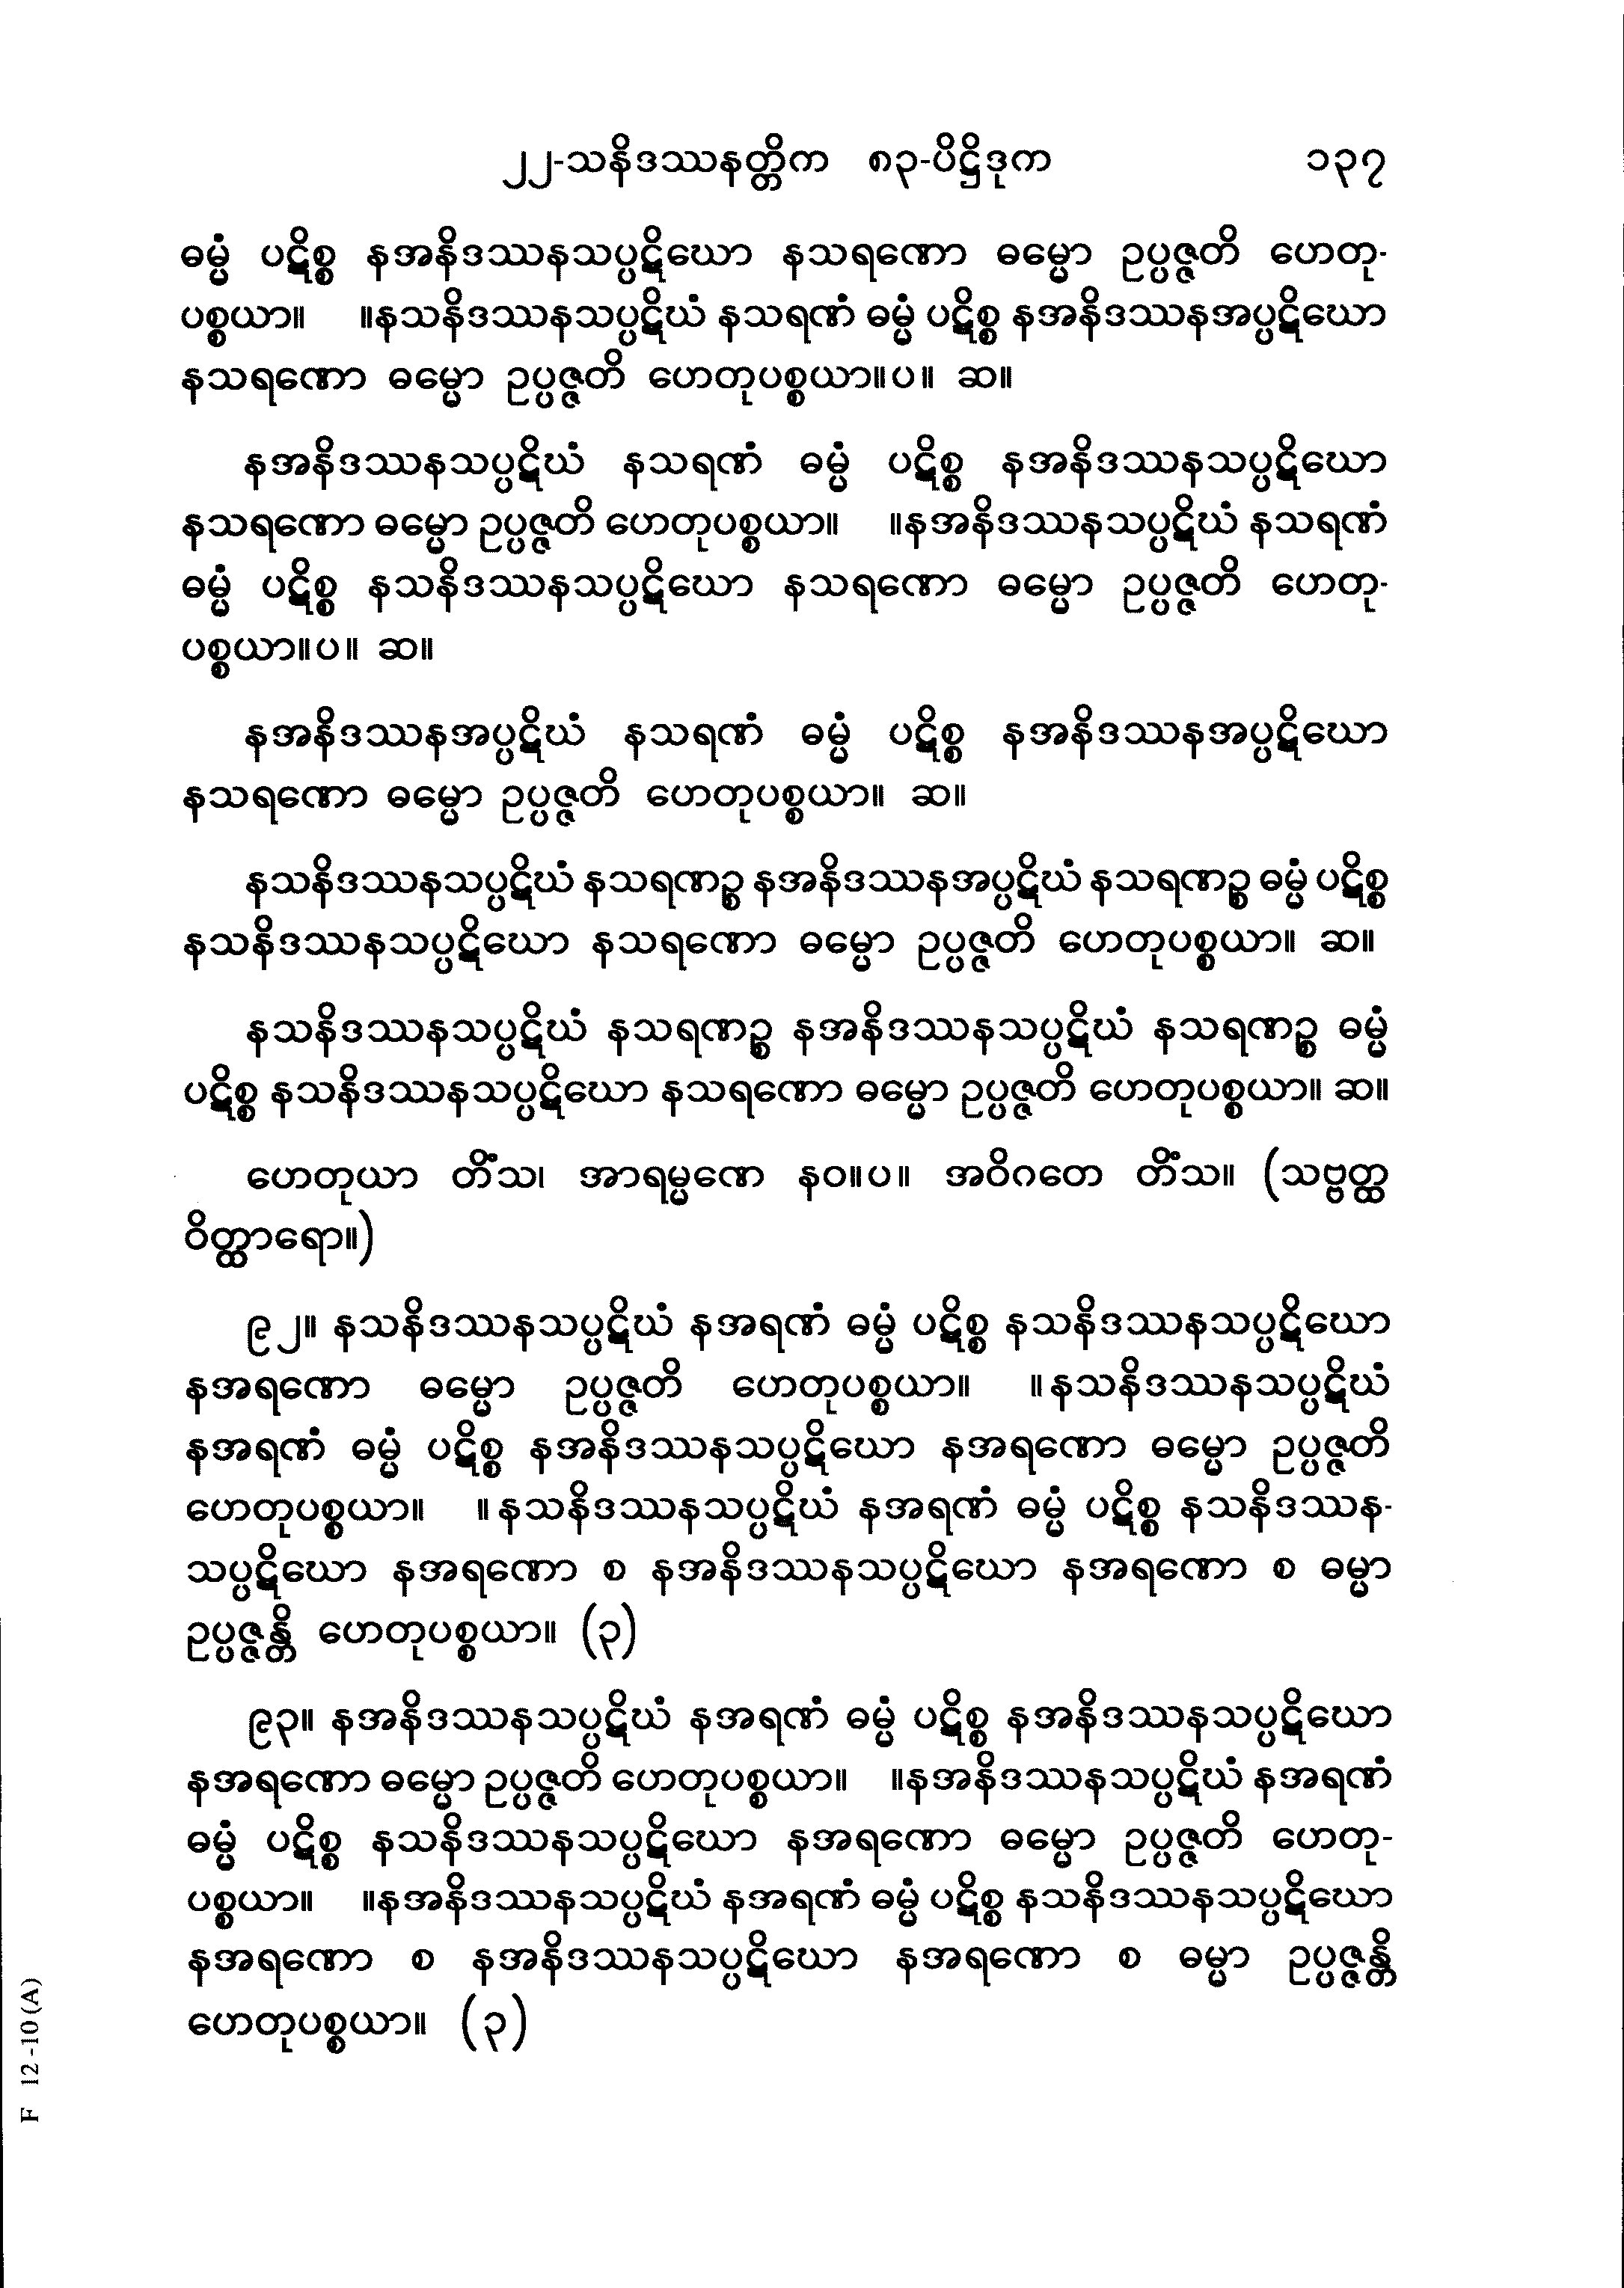 ၂၂-သနိဒဿနတ္တိက ၈၃-ပိဋ္ဌိဒုက ၁၃၇
ဓမ္မံ ပဋိစ္စ နအနိဒဿနသပ္ပဋိဃော နသရဏော ဓမ္မော ဥပ္ပဇ္ဇတိ ဟေတု-
ပစ္စယာ။ ။နသနိဒဿနသပ္ပဋိဃံ နသရဏံ ဓမ္မံ ပဋိစ္စ နအနိဒဿနအပ္ပဋိဃော
နသရဏော ဓမ္မော ဥပ္ပဇ္ဇတိ ဟေတုပစ္စယာ။ပ။ ဆ။
နအနိဒဿနသပ္ပဋိဃံ နသရဏံ ဓမ္မံ ပဋိစ္စ နအနိဒဿနသပ္ပဋိဃော
နသရဏော ဓမ္မော ဥပ္ပဇ္ဇတိ ဟေတုပစ္စယာ။ ။နအနိဒဿနသပ္ပဋိဃံ နသရဏံ
ဓမ္မံ ပဋိစ္စ နသနိဒဿနသပ္ပဋိဃော နသရဏော ဓမ္မော ဥပ္ပဇ္ဇတိ ဟေတု-
ပစ္စယာ။ပ။ ဆ။
နအနိဒဿနအပ္ပဋိဃံ နသရဏံ ဓမ္မံ ပဋိစ္စ နအနိဒဿနအပ္ပဋိဃော
နသရဏော ဓမ္မော ဥပ္ပဇ္ဇတိ ဟေတုပစ္စယာ။ ဆ။
နသနိဒဿနသပ္ပဋိဃံ နသရဏဉ္စ နအနိဒဿနအပ္ပဋိဃံ နသရဏဉ္စ ဓမ္မံ ပဋိစ္စ
နသနိဒဿနသပ္ပဋိဃော နသရဏော ဓမ္မော ဥပ္ပဇ္ဇတိ ဟေတုပစ္စယာ။ ဆ။
နသနိဒဿနသပ္ပဋိဃံ နသရဏဉ္စ နအနိဒဿနသပ္ပဋိဃံ နသရဏဉ္စ ဓမ္မံ
ပဋိစ္စ နသနိဒဿနသပ္ပဋိဃော နသရဏော ဓမ္မော ဥပ္ပဇ္ဇတိ ဟေတုပစ္စယာ။ ဆ။
ဟေတုယာ တိံသ၊ အာရမ္မဏေ နဝ။ပ။ အဝိဂတေ တိံသ။ (သဗ္ဗတ္ထ
ဝိတ္ထာရော။)
၉၂။ နသနိဒဿနသပ္ပဋိဃံ နအရဏံ ဓမ္မံ ပဋိစ္စ နသနိဒဿနသပ္ပဋိဃော
နအရဏော ဓမ္မော ဥပ္ပဇ္ဇတိ ဟေတုပစ္စယာ။ ။နသနိဒဿနသပ္ပဋိဃံ
နအရဏံ ဓမ္မံ ပဋိစ္စ နအနိဒဿနသပ္ပဋိဃော နအရဏော ဓမ္မော ဥပ္ပဇ္ဇတိ
ဟေတုပစ္စယာ။ ။နသနိဒဿနသပ္ပဋိဃံ နအရဏံ ဓမ္မံ ပဋိစ္စ နသနိဒဿန-
သပ္ပဋိဃော နအရဏော စ နအနိဒဿနသပ္ပဋိဃော နအရဏော စ ဓမ္မာ
ဥပ္ပဇ္ဇန္တိ ဟေတုပစ္စယာ။ (၃)
၉၃။ နအနိဒဿနသပ္ပဋိဃံ နအရဏံ ဓမ္မံ ပဋိစ္စ နအနိဒဿနသပ္ပဋိဃော
နအရဏော ဓမ္မော ဥပ္ပဇ္ဇတိ ဟေတုပစ္စယာ။ ။နအနိဒဿနသပ္ပဋိဃံ နအရဏံ
ဓမ္မံ ပဋိစ္စ နသနိဒဿနသပ္ပဋိဃော နအရဏော ဓမ္မော ဥပ္ပဇ္ဇတိ ဟေတု-
ပစ္စယာ။ ။နအနိဒဿနသပ္ပဋိဃံ နအရဏံ ဓမ္မံ ပဋိစ္စ နသနိဒဿနသပ္ပဋိဃော
နအရဏော စ နအနိဒဿနသပ္ပဋိဃော နအရဏော စ ဓမ္မာ ဥပ္ပဇ္ဇန္တိ
ဟေတုပစ္စယာ။ (၃)
F 12-10 (A)